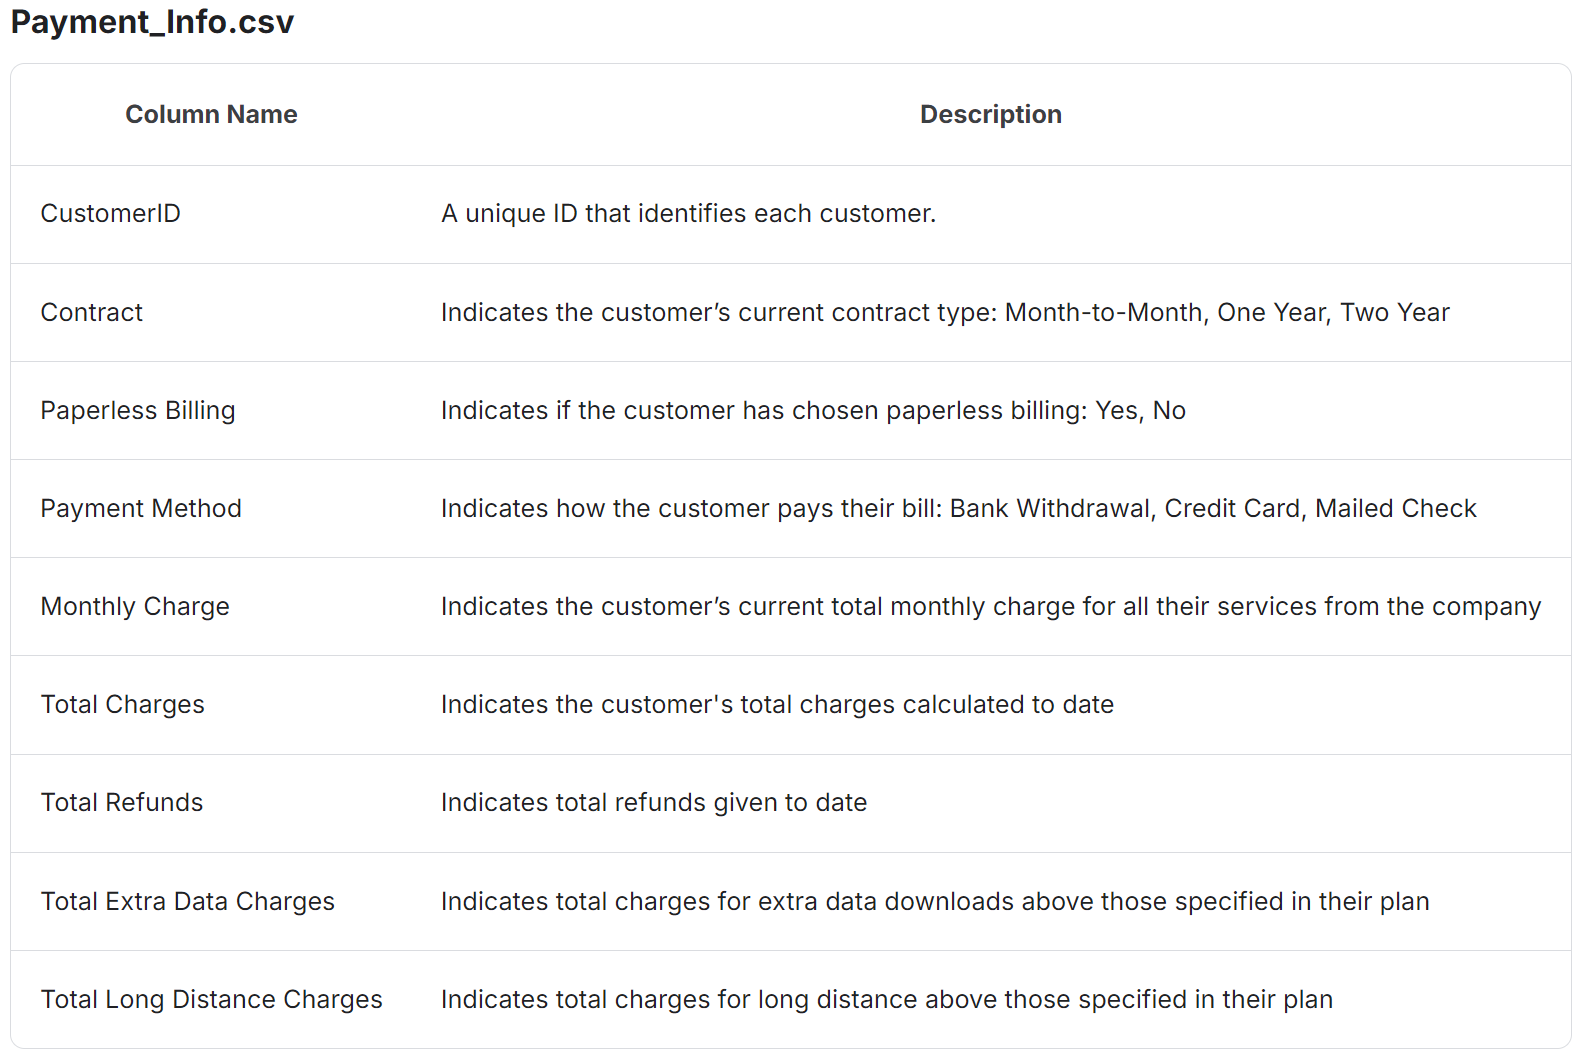 Payment_Info.csv
Column Name Description
CustomerID A unique ID that identifies each customer.
Contract Indicates the customer’s current contract type: Month-to-Month, One Year, Two Year
Paperless Billing Indicates if the customer has chosen paperless billing: Yes, No
Payment Method Indicates how the customer pays their bill: Bank Withdrawal, Credit Card, Mailed Check
Monthly Charge Indicates the customer’s current total monthly charge for all their services from the company
Total Charges Indicates the customer's total charges calculated to date
Total Refunds Indicates total refunds given to date
Total Extra Data Charges Indicates total charges for extra data downloads above those specified in their plan
Total Long Distance Charges Indicates total charges for long distance above those specified in their plan